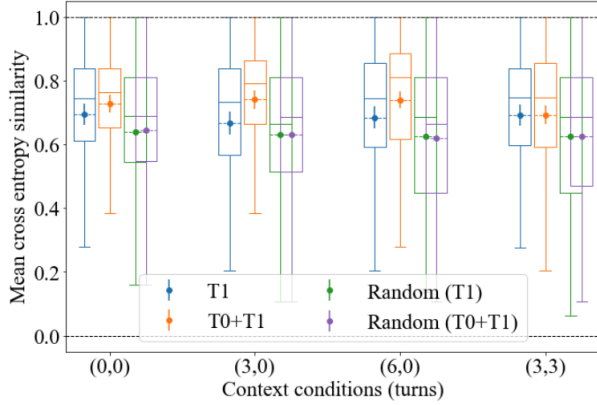 Mean cross entropy similarity
1.0
0.8
0.6
0.4
0.2
0.0
T1
T0+T1
Random (T1)
Random (T0+T1)
(0,0)
(3,0)
(6,0)
(3,3)
Context conditions (turns)